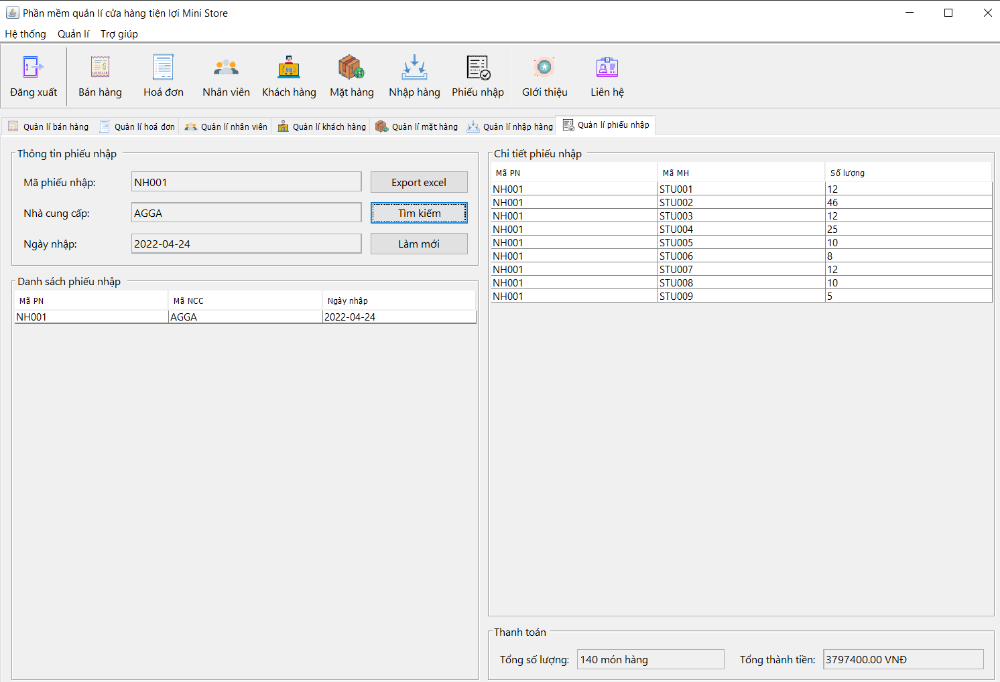 Phần mềm quản lí cửa hàng tiện lợi Mini Store
Hệ thống Quản lí Trợ giúp
Đăng xuất Bán hàng Hoá đơn Nhân viên Khách hàng Mặt hàng Nhập hàng Phiếu nhập Giới thiệu Liên hệ
Quản lí bán hàng Quản lí hoá đơn Quản lí nhân viên Quản lí khách hàng Quản lí mặt hàng Quản lí nhập hàng Quản lí phiếu nhập
Thông tin phiếu nhập
Mã phiếu nhập: NH001 Export excel
Nhà cung cấp: AGGA Tìm kiếm
Ngày nhập: 2022-04-24 Làm mới
Danh sách phiếu nhập
Mã PN Mã NCC Ngày nhập
NH001 AGGA 2022-04-24
Chi tiết phiếu nhập
Mã PN Mã MH Số lượng
NH001 STU001 12
NH001 STU002 46
NH001 STU003 12
NH001 STU004 25
NH001 STU005 10
NH001 STU006 8
NH001 STU007 12
NH001 STU008 10
NH001 STU009 5
Thanh toán
Tổng số lượng: 140 món hàng Tổng thành tiền: 3797400.00 VNĐ